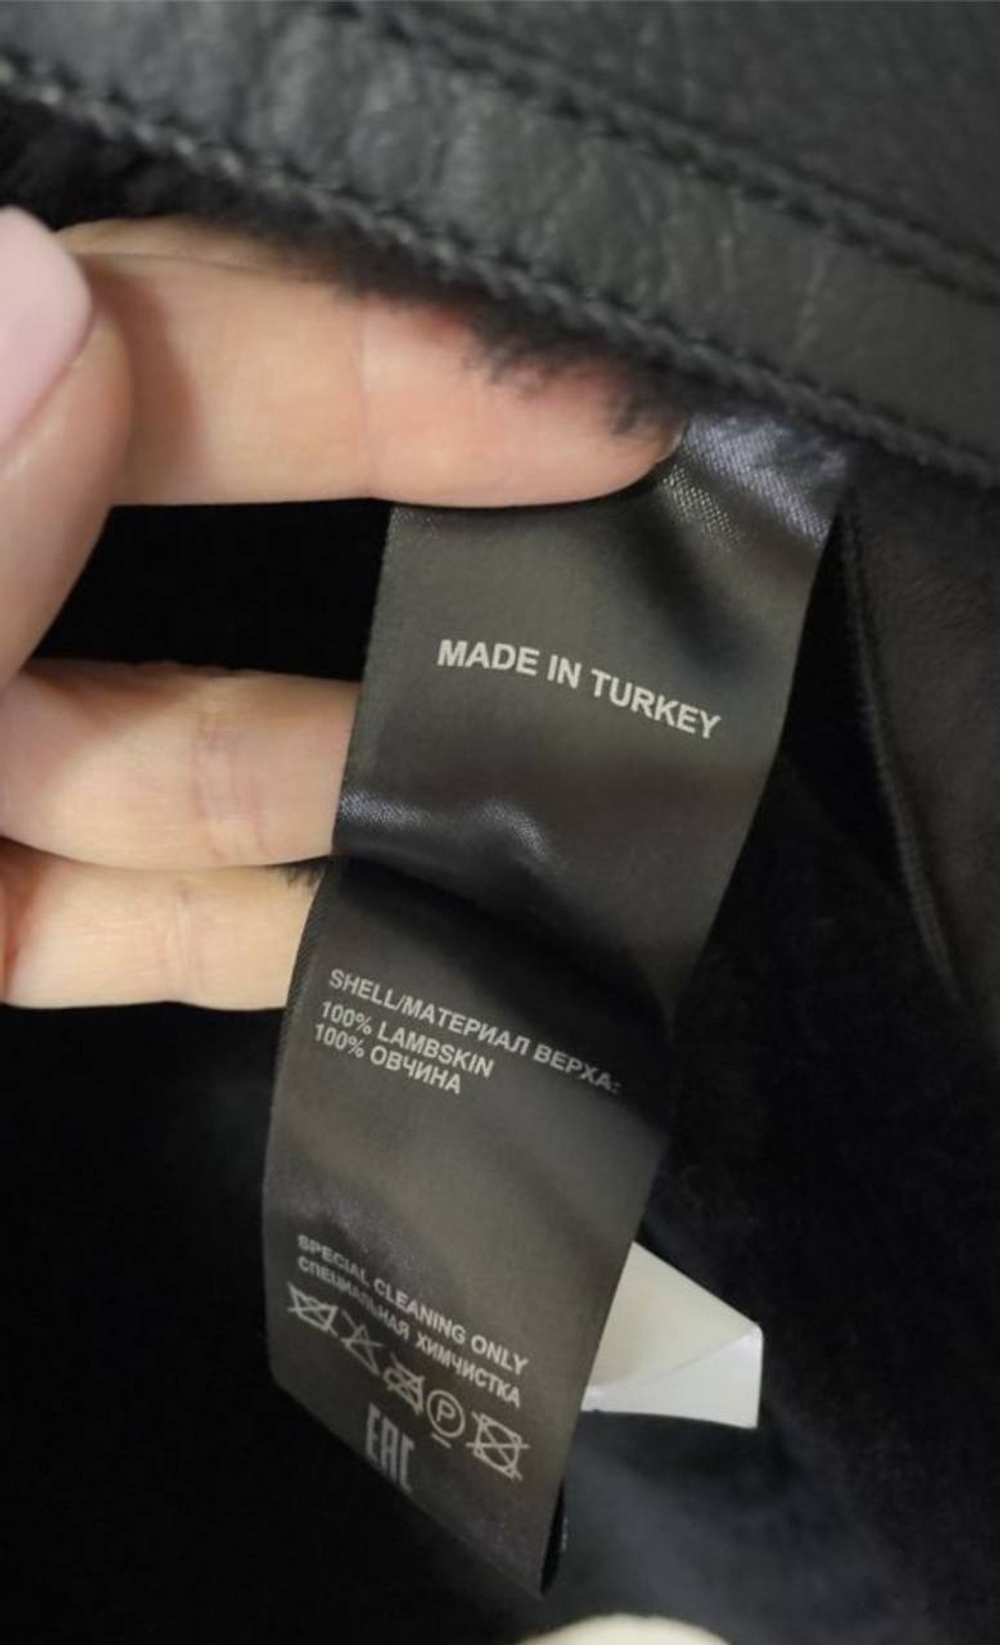 MADE IN TURKEY
SHELL/МАТЕРИАЛ ВЕРХА:
100% LAMBSKIN
100% ОВЧИНА
SPECIAL CLEANING ONLY
СПЕЦИАЛЬНАЯ ХИМЧИСТКА
P
EAC